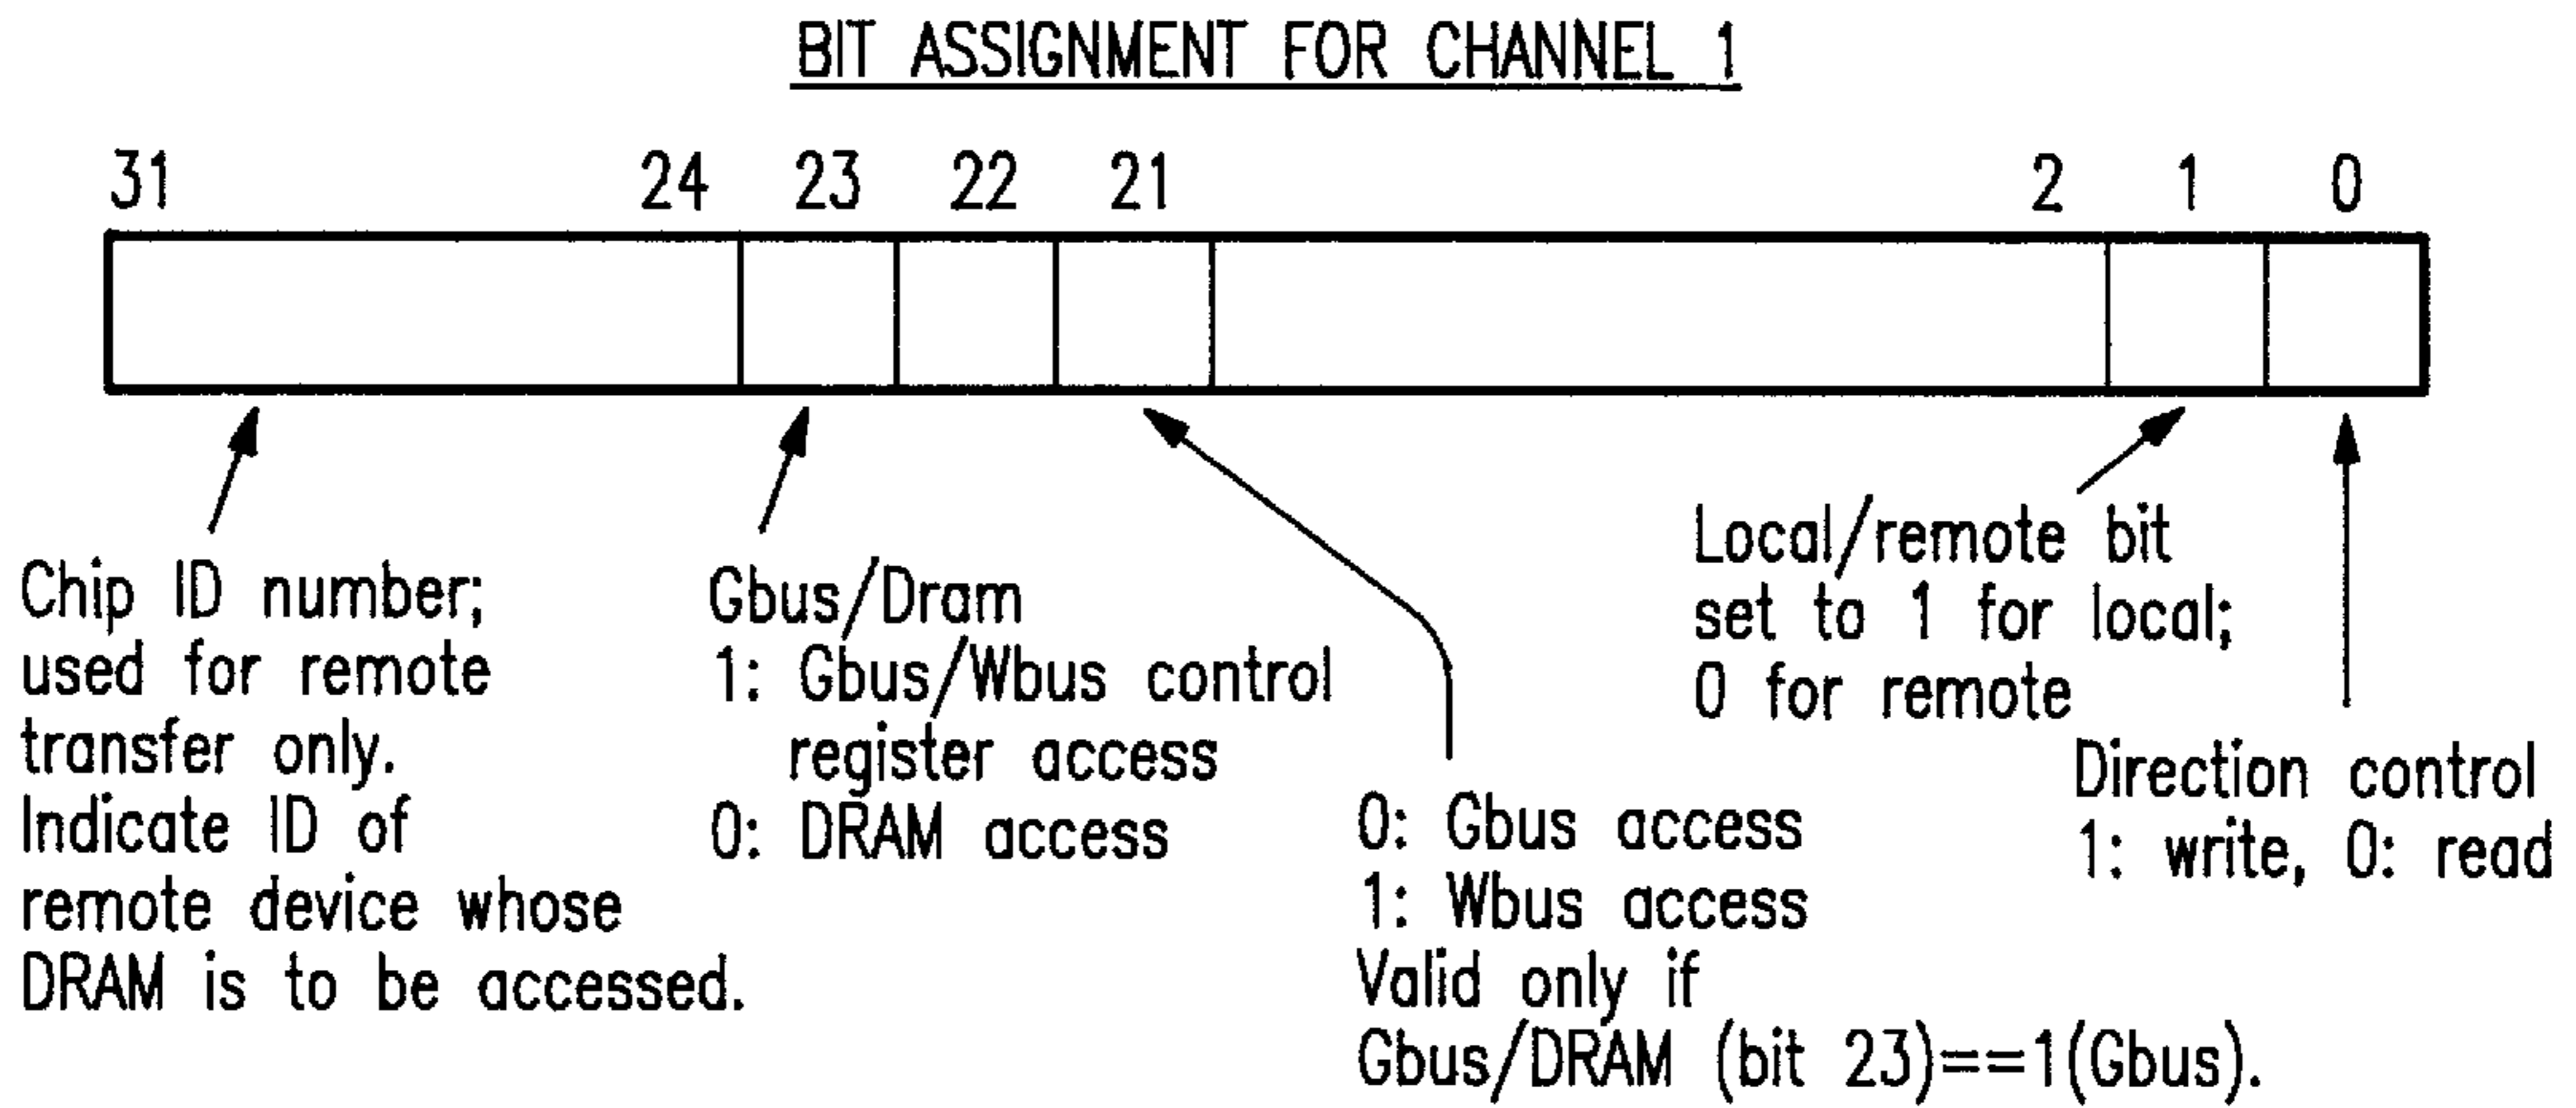 BIT ASSIGNMENT FOR CHANNEL 1
31 24 23 22 21 2 1 0
Chip ID number;
used for remote
transfer only.
Indicate ID of
remote device whose
DRAM is to be accessed.
Gbus/Dram
1: Gbus/Wbus control
register access
0: DRAM access
0: Gbus access
1: Wbus access
Valid only if
Gbus/DRAM (bit 23)==1(Gbus).
Local/remote bit
set to 1 for local;
0 for remote
Direction control
1: write, 0: read